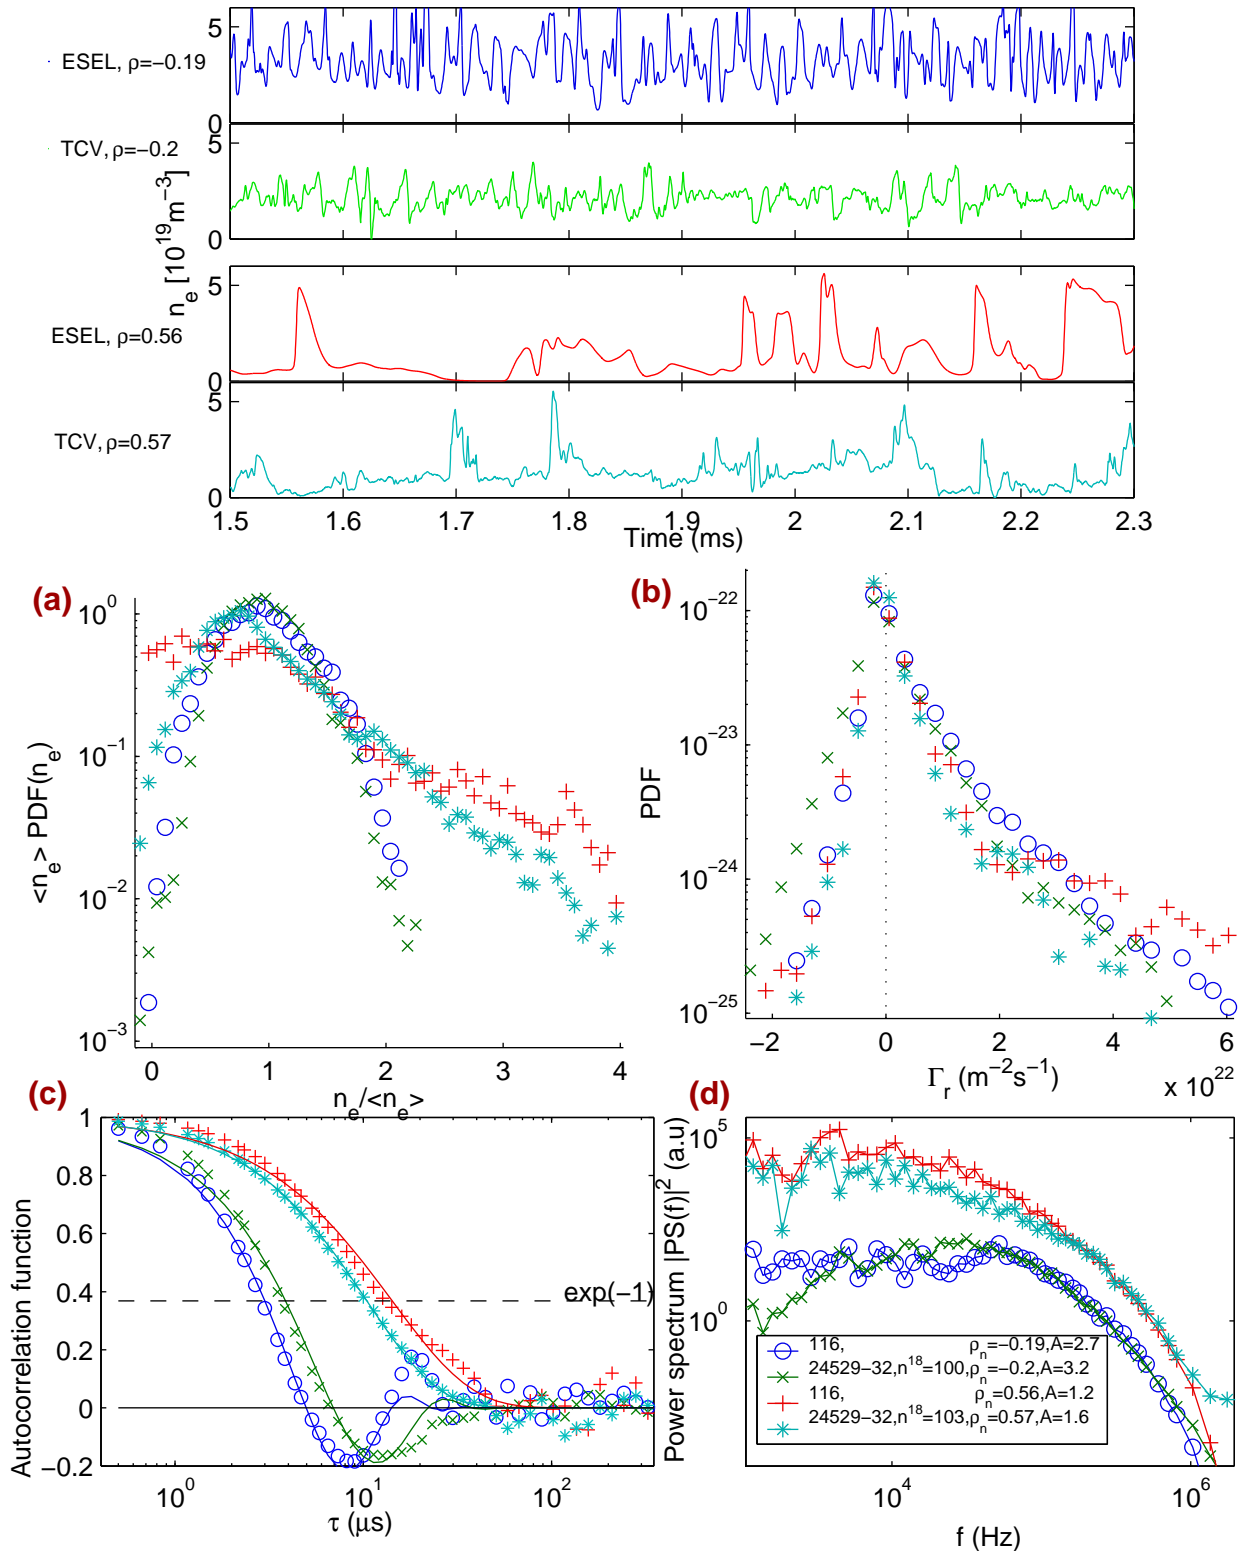 5
ESEL, ρ=−0.19
0
5
TCV, ρ=−0.2
0
n_e [10^19 m^−3]
5
ESEL, ρ=0.56
0
5
TCV, ρ=0.57
0
1.5 1.6 1.7 1.8 1.9 2 2.1 2.2 2.3
Time (ms)
(a)
10^0
10^−1
10^−2
10^−3
<n_e> PDF(n_e)
0 1 2 3 4
n_e/<n_e>
(b)
10^−22
10^−23
10^−24
10^−25
PDF
−2 0 2 4 6
Γ_r (m^−2s^−1)
x 10^22
(c)
1
0.8
0.6
0.4
0.2
0
−0.2
Autocorrelation function
exp(−1)
10^0 10^1 10^2
τ (μs)
(d)
10^5
10^0
Power spectrum |PS(f)|^2 (a.u)
116, ρ_n=−0.19,A=2.7
24529−32,n^18=100,ρ_n=−0.2,A=3.2
116, ρ_n=0.56,A=1.2
24529−32,n^18=103,ρ_n=0.57,A=1.6
10^4 10^6
f (Hz)